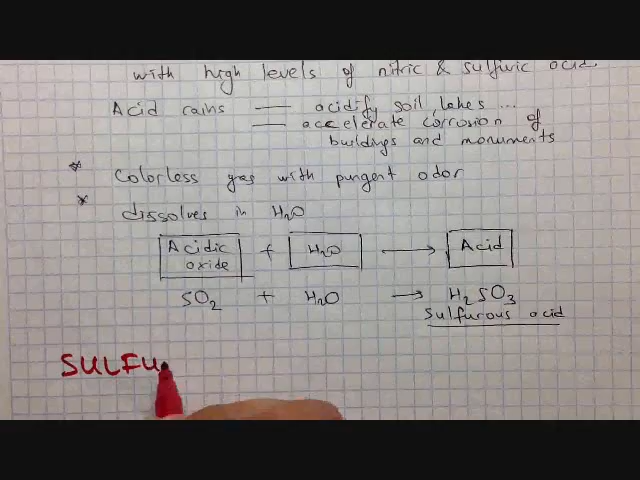 with high levels of nitric & sulfuric acid.
Acid rains — acidify soil lakes ...
— accelerate corrosion of
buildings and monuments
* Colorless gas with pungent odor
* dissolves in H₂O
Acidic oxide + H₂O → Acid
SO₂ + H₂O → H₂SO₃
Sulfurous acid
SULFU